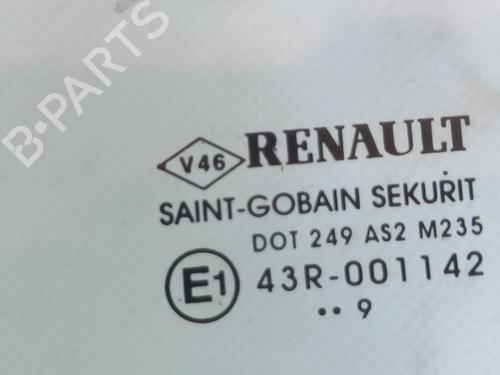 B-PARTS
V46 RENAULT
SAINT-GOBAIN SEKURIT
DOT 249 AS2 M235
E1 43R-001142
•• 9